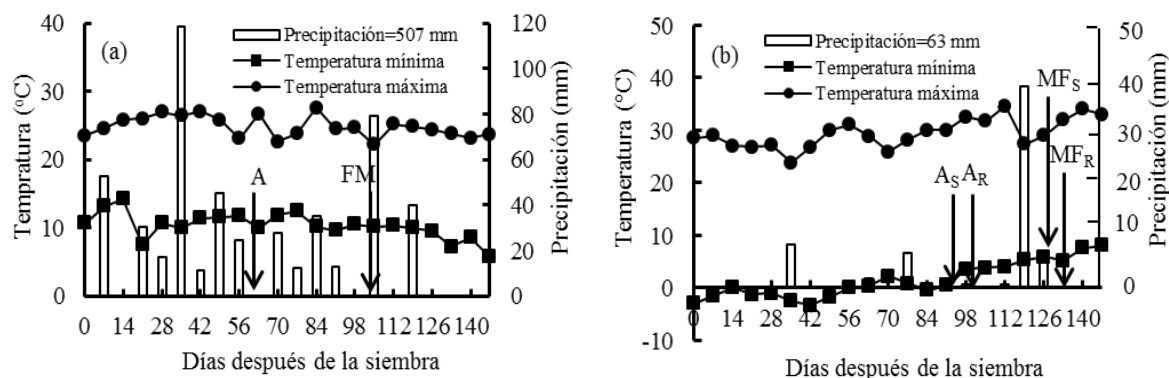 (a)
Precipitación=507 mm
Temperatura mínima
Temperatura máxima
Tempratura (°C)
40
30
20
10
0
Precipitación (mm)
120
100
80
60
40
20
0
A
FM
0 14 28 42 56 70 84 98 112 126 140
Días después de la siembra
(b)
Precipitación=63 mm
Temperatura mínima
Temperatura máxima
Temperatura (°C)
50
40
30
20
10
0
-10
Precipitación (mm)
50
40
30
20
10
0
A_S
A_R
MF_S
MF_R
0 14 28 42 56 70 84 98 112 126 140
Días después de la siembra